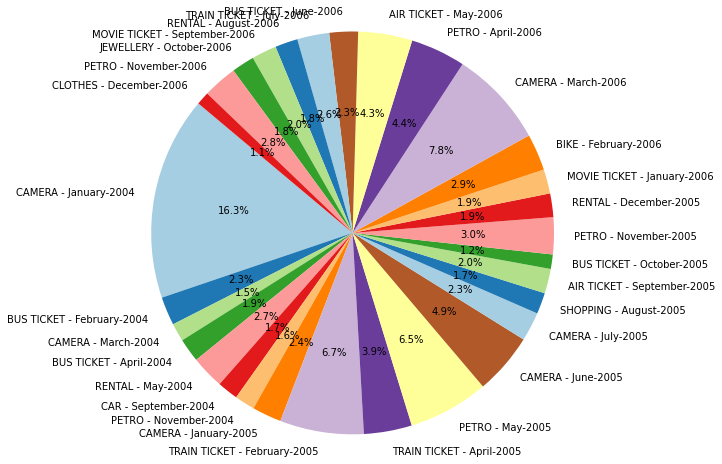 BUS TICKET - June-2006
TRAIN TICKET - July-2006
AIR TICKET - May-2006
RENTAL - August-2006
PETRO - April-2006
MOVIE TICKET - September-2006
JEWELLERY - October-2006
PETRO - November-2006
CAMERA - March-2006
CLOTHES - December-2006
2.6%
2.3%
4.3%
1.8%
4.4%
2.0%
1.8%
2.8%
1.1%
7.8%
BIKE - February-2006
MOVIE TICKET - January-2006
2.9%
CAMERA - January-2004
16.3%
1.9%
RENTAL - December-2005
1.9%
3.0%
PETRO - November-2005
1.2%
BUS TICKET - October-2005
2.0%
1.7%
AIR TICKET - September-2005
2.3%
2.3%
1.5%
1.9%
SHOPPING - August-2005
BUS TICKET - February-2004
4.9%
2.7%
1.7%
1.6%
2.4%
CAMERA - July-2005
CAMERA - March-2004
6.7%
3.9%
6.5%
BUS TICKET - April-2004
CAMERA - June-2005
RENTAL - May-2004
CAR - September-2004
PETRO - November-2004
PETRO - May-2005
CAMERA - January-2005
TRAIN TICKET - February-2005
TRAIN TICKET - April-2005